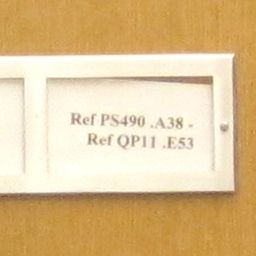 Ref PS490 .A38 -
Ref QP11 .E53